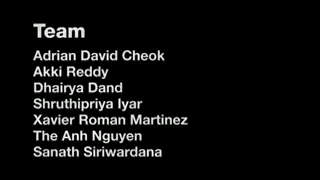 Team
Adrian David Cheok
Akki Reddy
Dhairya Dand
Shruthipriya Iyar
Xavier Roman Martinez
The Anh Nguyen
Sanath Siriwardana